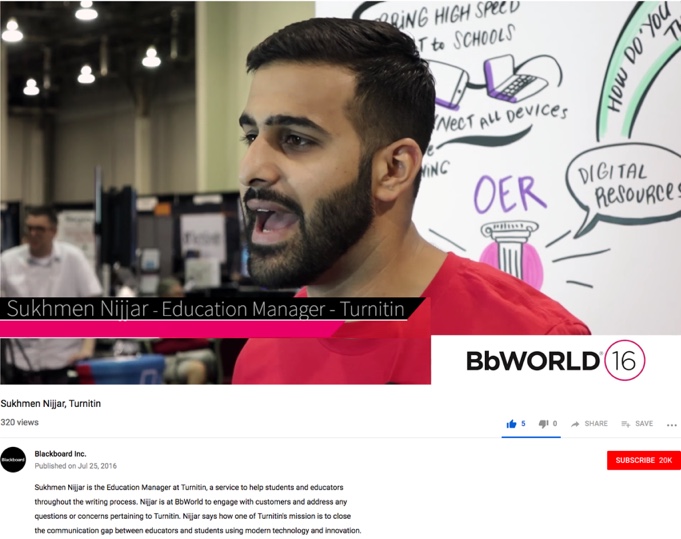 BRING HIGH SPEED
to SCHOOLS
HOW DO YOU
ALL DEVICES
OER
DIGITAL
RESOURCES
Sukhmen Nijjar - Education Manager - Turnitin
BbWORLD 16
Sukhmen Nijjar, Turnitin
320 views
5 0 SHARE SAVE ...
Blackboard
Blackboard Inc.
Published on Jul 25, 2016
SUBSCRIBE 20K
Sukhmen Nijjar is the Education Manager at Turnitin, a service to help students and educators
throughout the writing process. Nijjar is at BbWorld to engage with customers and address any
questions or concerns pertaining to Turnitin. Nijjar says how one of Turnitin's mission is to close
the communication gap between educators and students using modern technology and innovation.